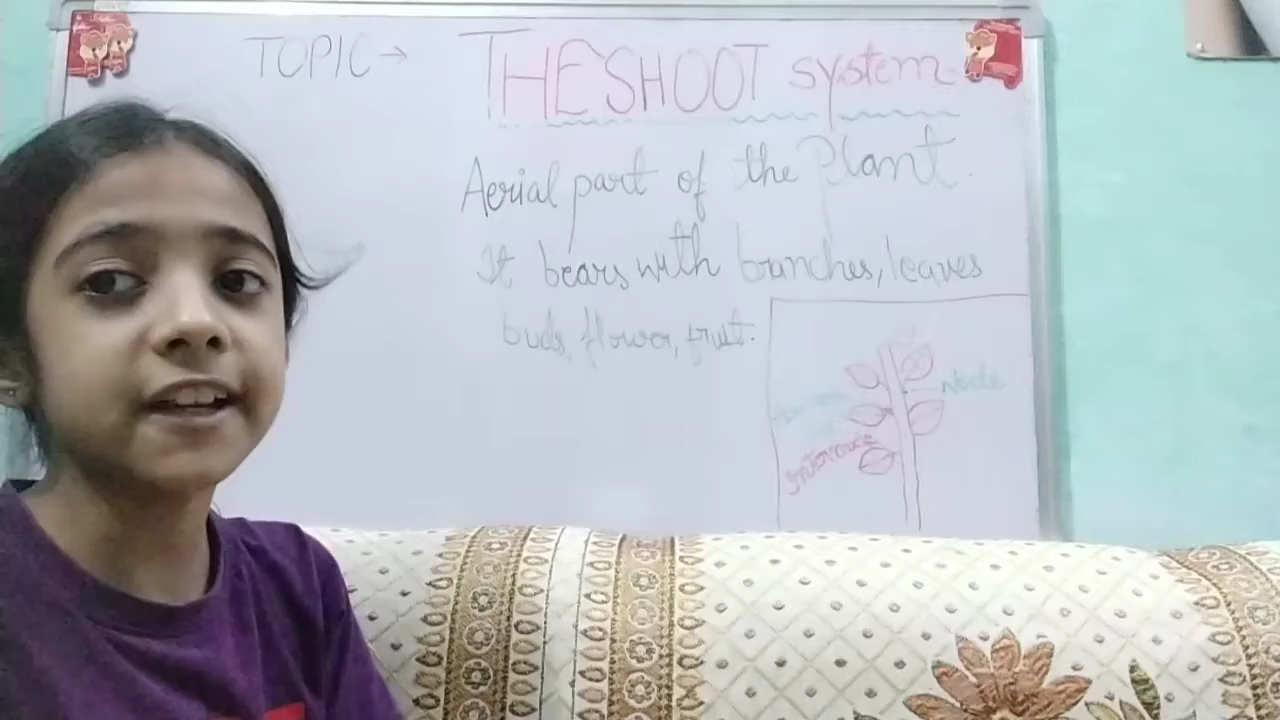 TOPIC → THE SHOOT system
Aerial part of the Plant.
It bears with branches, leaves
buds, flower, fruit.
Node
Internode